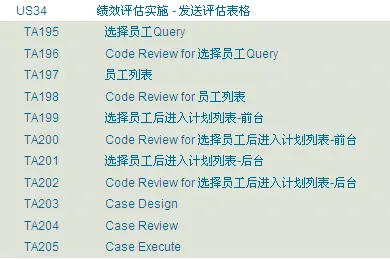 US34 绩效评估实施 - 发送评估表格
TA195 选择员工Query
TA196 Code Review for 选择员工Query
TA197 员工列表
TA198 Code Review for 员工列表
TA199 选择员工后进入计划列表-前台
TA200 Code Review for 选择员工后进入计划列表-前台
TA201 选择员工后进入计划列表-后台
TA202 Code Review for 选择员工后进入计划列表-后台
TA203 Case Design
TA204 Case Review
TA205 Case Execute